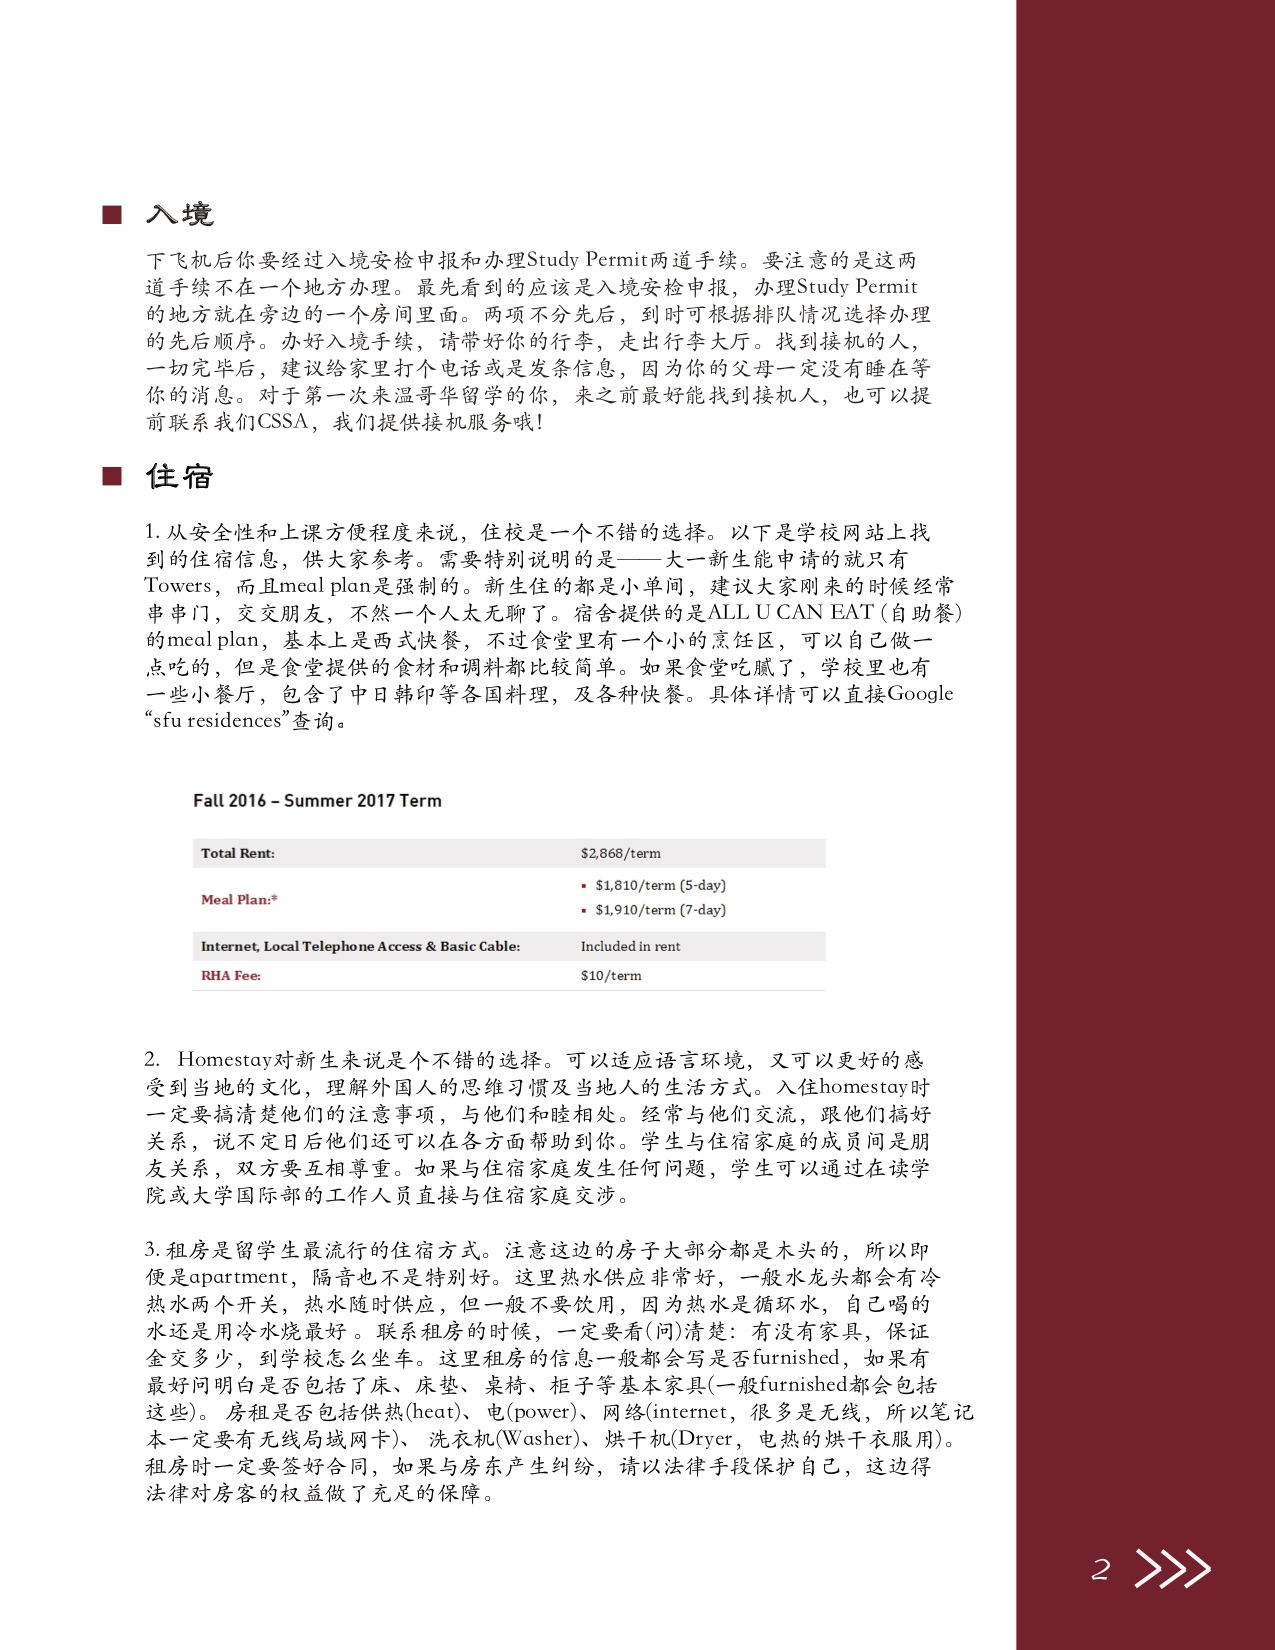 入境
下飞机后你要经过入境安检申报和办理Study Permit两道手续。要注意的是这两
道手续不在一个地方办理。最先看到的应该是入境安检申报，办理Study Permit
的地方就在旁边的一个房间里面。两项不分先后，到时可根据排队情况选择办理
的先后顺序。办好入境手续，请带好你的行李，走出行李大厅。找到接机的人，
一切完毕后，建议给家里打个电话或是发条信息，因为你的父母一定没有睡在等
你的消息。对于第一次来温哥华留学的你，来之前最好能找到接机人，也可以提
前联系我们CSSA，我们提供接机服务哦！
住宿
1. 从安全性和上课方便程度来说，住校是一个不错的选择。以下是学校网站上找
到的住宿信息，供大家参考。需要特别说明的是——大一新生能申请的就只有
Towers，而且meal plan是强制的。新生住的都是小单间，建议大家刚来的时候经常
串串门，交交朋友，不然一个人太无聊了。宿舍提供的是ALL U CAN EAT (自助餐)
的meal plan，基本上是西式快餐，不过食堂里有一个小的烹饪区，可以自己做一
点吃的，但是食堂提供的食材和调料都比较简单。如果食堂吃腻了，学校里也有
一些小餐厅，包含了中日韩印等各国料理，及各种快餐。具体详情可以直接Google
“sfu residences”查询。
Fall 2016 – Summer 2017 Term
Total Rent: $2,868/term
Meal Plan:* ▪ $1,810/term (5-day)
▪ $1,910/term (7-day)
Internet, Local Telephone Access & Basic Cable: Included in rent
RHA Fee: $10/term
2. Homestay对新生来说是个不错的选择。可以适应语言环境，又可以更好的感
受到当地的文化，理解外国人的思维习惯及当地人的生活方式。入住homestay时
一定要搞清楚他们的注意事项，与他们和睦相处。经常与他们交流，跟他们搞好
关系，说不定日后他们还可以在各方面帮助到你。学生与住宿家庭的成员间是朋
友关系，双方要互相尊重。如果与住宿家庭发生任何问题，学生可以通过在读学
院或大学国际部的工作人员直接与住宿家庭交涉。
3. 租房是留学生最流行的住宿方式。注意这边的房子大部分都是木头的，所以即
便是apartment，隔音也不是特别好。这里热水供应非常好，一般水龙头都会有冷
热水两个开关，热水随时供应，但一般不要饮用，因为热水是循环水，自己喝的
水还是用冷水烧最好 。联系租房的时候，一定要看(问)清楚：有没有家具，保证
金交多少，到学校怎么坐车。这里租房的信息一般都会写是否furnished，如果有
最好问明白是否包括了床、床垫、桌椅、柜子等基本家具(一般furnished都会包括
这些)。 房租是否包括供热(heat)、电(power)、网络(internet，很多是无线，所以笔记
本一定要有无线局域网卡)、 洗衣机(Washer)、烘干机(Dryer，电热的烘干衣服用)。
租房时一定要签好合同，如果与房东产生纠纷，请以法律手段保护自己，这边得
法律对房客的权益做了充足的保障。
2